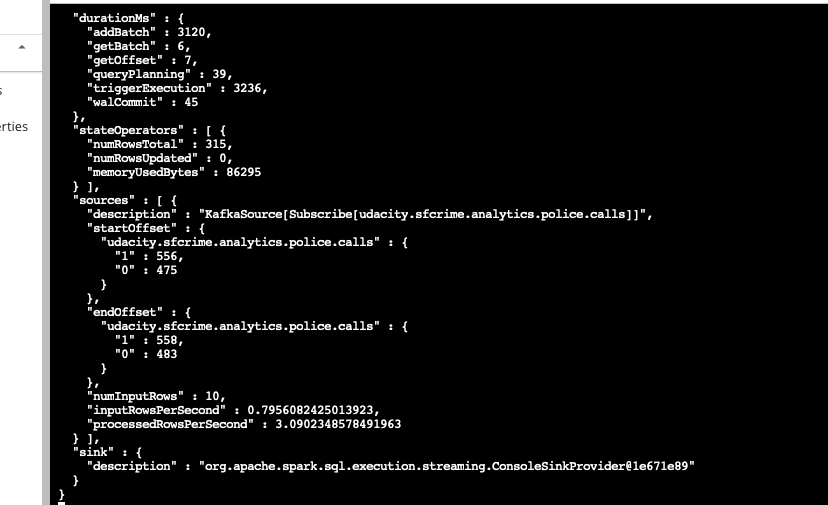 "durationMs" : {
"addBatch" : 3120,
"getBatch" : 6,
"getOffset" : 7,
"queryPlanning" : 39,
"triggerExecution" : 3236,
"walCommit" : 45
},
"stateOperators" : [ {
"numRowsTotal" : 315,
"numRowsUpdated" : 0,
"memoryUsedBytes" : 86295
} ],
"sources" : [ {
"description" : "KafkaSource[Subscribe[udacity.sfcrime.analytics.police.calls]]",
"startOffset" : {
"udacity.sfcrime.analytics.police.calls" : {
"1" : 556,
"0" : 475
}
},
"endOffset" : {
"udacity.sfcrime.analytics.police.calls" : {
"1" : 558,
"0" : 483
}
},
"numInputRows" : 10,
"inputRowsPerSecond" : 0.7956082425013923,
"processedRowsPerSecond" : 3.0902348578491963
} ],
"sink" : {
"description" : "org.apache.spark.sql.execution.streaming.ConsoleSinkProvider@1e671e89"
}
}
s
erties